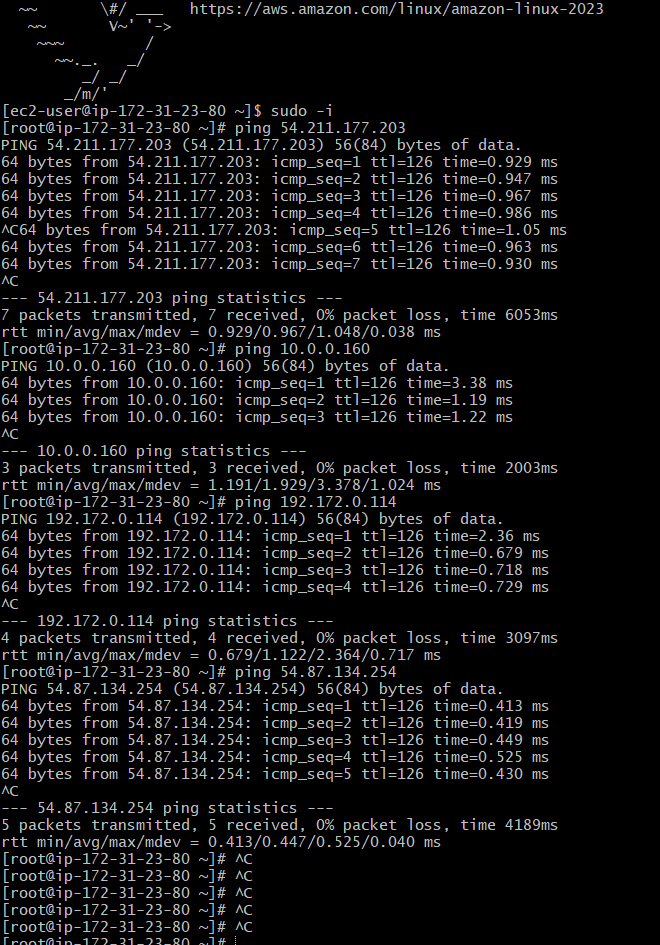 ~~       \#/ ___   https://aws.amazon.com/linux/amazon-linux-2023
~~       V~' '->
~~~         /
~~._.   _/
_/ _/
_/m/'
[ec2-user@ip-172-31-23-80 ~]$ sudo -i
[root@ip-172-31-23-80 ~]# ping 54.211.177.203
PING 54.211.177.203 (54.211.177.203) 56(84) bytes of data.
64 bytes from 54.211.177.203: icmp_seq=1 ttl=126 time=0.929 ms
64 bytes from 54.211.177.203: icmp_seq=2 ttl=126 time=0.947 ms
64 bytes from 54.211.177.203: icmp_seq=3 ttl=126 time=0.967 ms
64 bytes from 54.211.177.203: icmp_seq=4 ttl=126 time=0.986 ms
^C64 bytes from 54.211.177.203: icmp_seq=5 ttl=126 time=1.05 ms
64 bytes from 54.211.177.203: icmp_seq=6 ttl=126 time=0.963 ms
64 bytes from 54.211.177.203: icmp_seq=7 ttl=126 time=0.930 ms
^C
--- 54.211.177.203 ping statistics ---
7 packets transmitted, 7 received, 0% packet loss, time 6053ms
rtt min/avg/max/mdev = 0.929/0.967/1.048/0.038 ms
[root@ip-172-31-23-80 ~]# ping 10.0.0.160
PING 10.0.0.160 (10.0.0.160) 56(84) bytes of data.
64 bytes from 10.0.0.160: icmp_seq=1 ttl=126 time=3.38 ms
64 bytes from 10.0.0.160: icmp_seq=2 ttl=126 time=1.19 ms
64 bytes from 10.0.0.160: icmp_seq=3 ttl=126 time=1.22 ms
^C
--- 10.0.0.160 ping statistics ---
3 packets transmitted, 3 received, 0% packet loss, time 2003ms
rtt min/avg/max/mdev = 1.191/1.929/3.378/1.024 ms
[root@ip-172-31-23-80 ~]# ping 192.172.0.114
PING 192.172.0.114 (192.172.0.114) 56(84) bytes of data.
64 bytes from 192.172.0.114: icmp_seq=1 ttl=126 time=2.36 ms
64 bytes from 192.172.0.114: icmp_seq=2 ttl=126 time=0.679 ms
64 bytes from 192.172.0.114: icmp_seq=3 ttl=126 time=0.718 ms
64 bytes from 192.172.0.114: icmp_seq=4 ttl=126 time=0.729 ms
^C
--- 192.172.0.114 ping statistics ---
4 packets transmitted, 4 received, 0% packet loss, time 3097ms
rtt min/avg/max/mdev = 0.679/1.122/2.364/0.717 ms
[root@ip-172-31-23-80 ~]# ping 54.87.134.254
PING 54.87.134.254 (54.87.134.254) 56(84) bytes of data.
64 bytes from 54.87.134.254: icmp_seq=1 ttl=126 time=0.413 ms
64 bytes from 54.87.134.254: icmp_seq=2 ttl=126 time=0.419 ms
64 bytes from 54.87.134.254: icmp_seq=3 ttl=126 time=0.449 ms
64 bytes from 54.87.134.254: icmp_seq=4 ttl=126 time=0.525 ms
64 bytes from 54.87.134.254: icmp_seq=5 ttl=126 time=0.430 ms
^C
--- 54.87.134.254 ping statistics ---
5 packets transmitted, 5 received, 0% packet loss, time 4189ms
rtt min/avg/max/mdev = 0.413/0.447/0.525/0.040 ms
[root@ip-172-31-23-80 ~]# ^C
[root@ip-172-31-23-80 ~]# ^C
[root@ip-172-31-23-80 ~]# ^C
[root@ip-172-31-23-80 ~]# ^C
[root@ip-172-31-23-80 ~]# ^C
[root@ip-172-31-23-80 ~]#